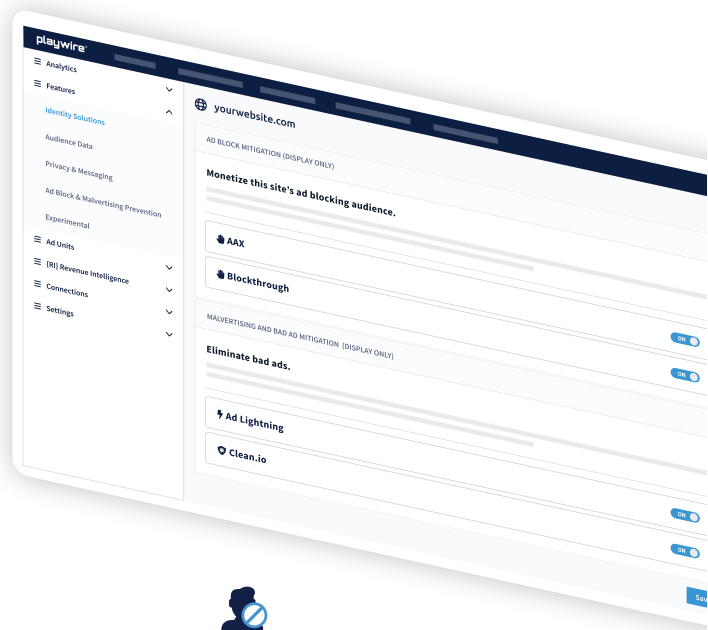 playwire
Analytics
Features
Identity Solutions
Audience Data
Privacy & Messaging
Ad Block & Malvertising Prevention
Experimental
Ad Units
(RI) Revenue Intelligence
Connections
Settings
yourwebsite.com
AD BLOCK MITIGATION (DISPLAY ONLY)
Monetize this site's ad blocking audience.
AAX
ON
Blockthrough
ON
MALVERTISING AND BAD AD MITIGATION (DISPLAY ONLY)
Eliminate bad ads.
Ad Lightning
ON
Clean.io
ON